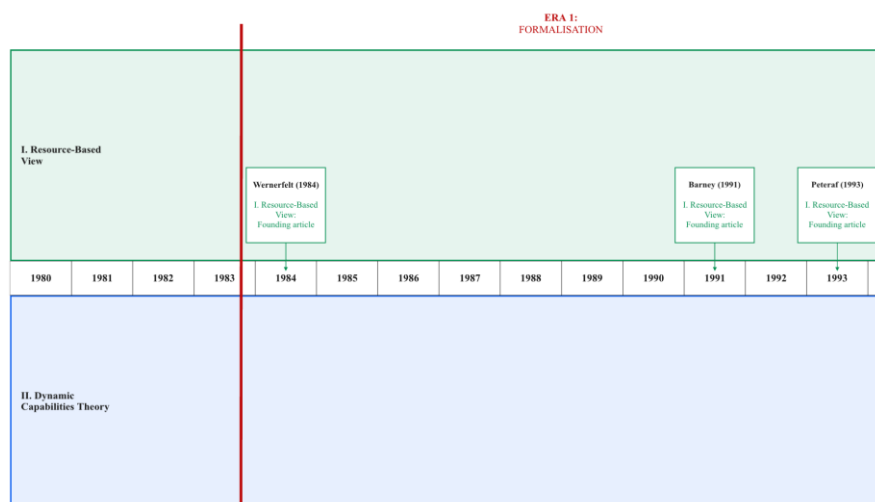 ERA 1:
FORMALISATION
I. Resource-Based
View
Wernerfelt (1984)
I. Resource-Based
View:
Founding article
Barney (1991)
I. Resource-Based
View:
Founding article
Peteraf (1993)
I. Resource-Based
View:
Founding article
1980 1981 1982 1983 1984 1985 1986 1987 1988 1989 1990 1991 1992 1993
II. Dynamic
Capabilities Theory